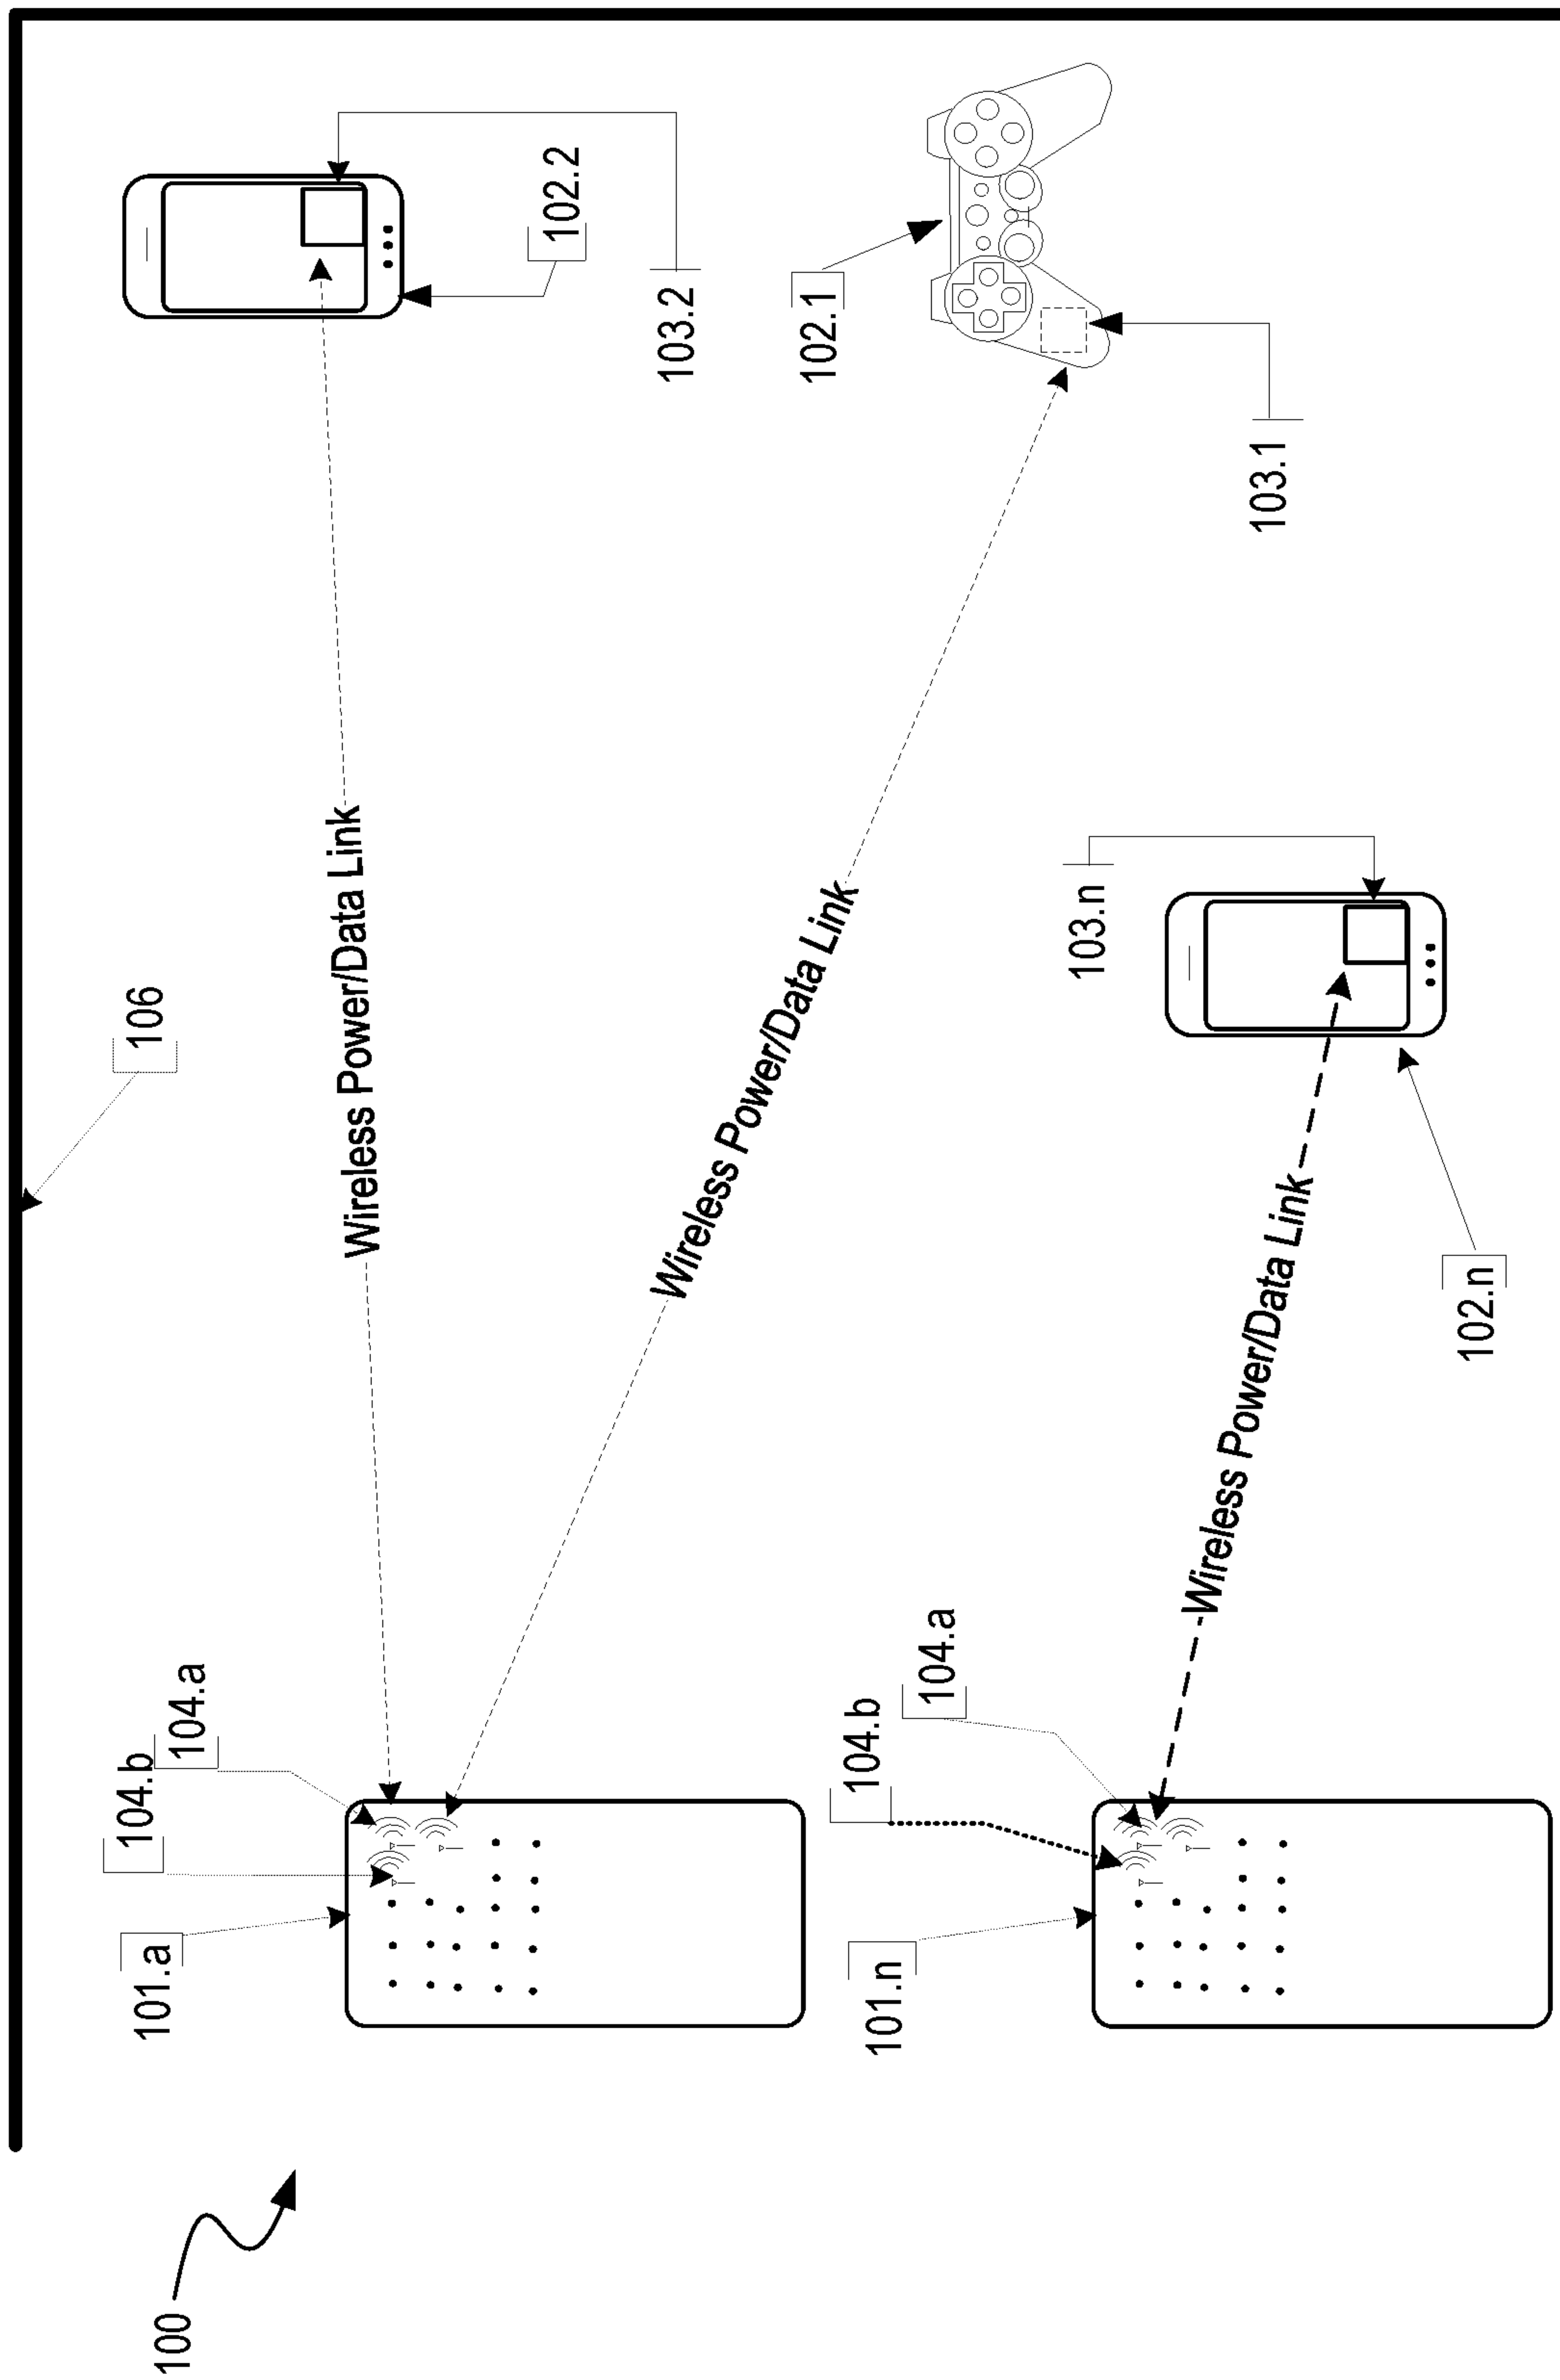 100
106
101.a
104.b
104.a
Wireless Power/Data Link
102.2
103.2
Wireless Power/Data Link
102.1
103.1
101.n
104.b
104.a
Wireless Power/Data Link
103.n
102.n